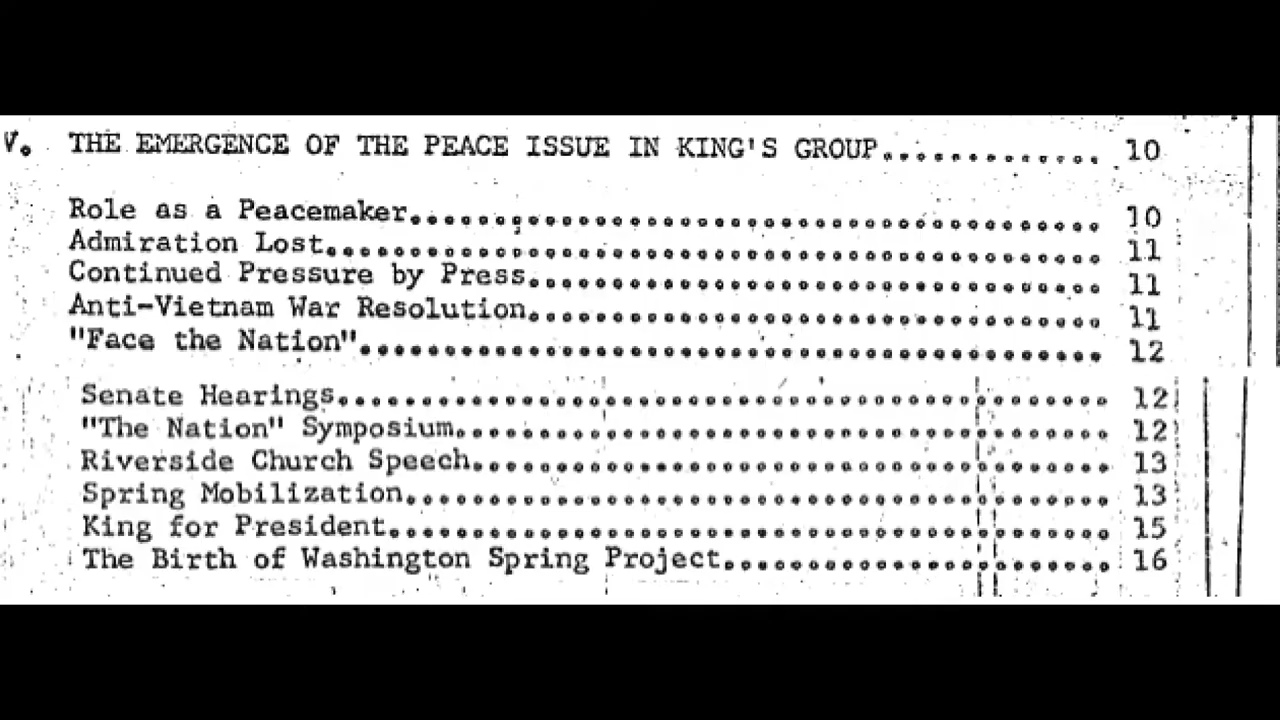 V. THE EMERGENCE OF THE PEACE ISSUE IN KING'S GROUP............. 10
Role as a Peacemaker......................................... 10
Admiration Lost.............................................. 11
Continued Pressure by Press.................................. 11
Anti-Vietnam War Resolution.................................. 11
"Face the Nation"............................................ 12
Senate Hearings.............................................. 12
"The Nation" Symposium....................................... 12
Riverside Church Speech...................................... 13
Spring Mobilization.......................................... 13
King for President........................................... 15
The Birth of Washington Spring Project....................... 16